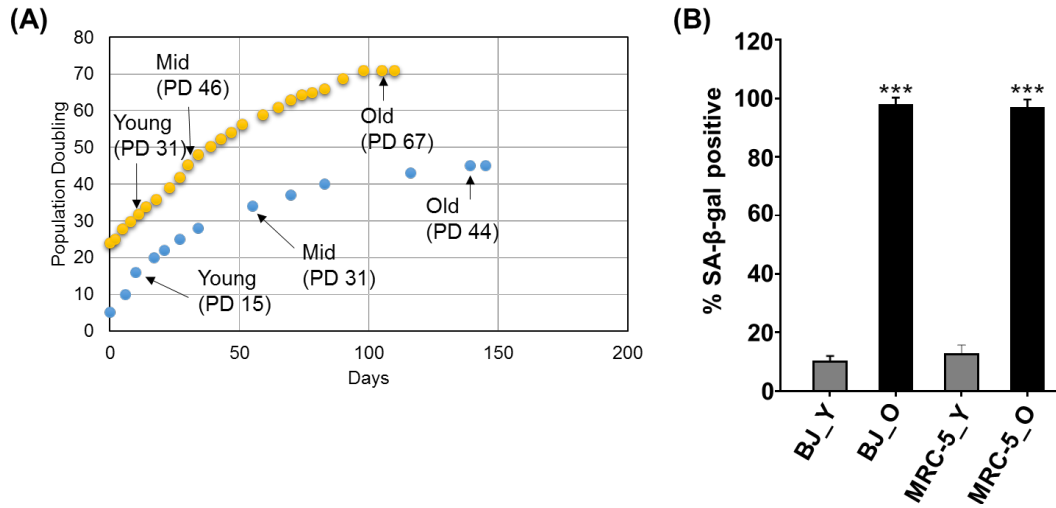 (A)
Population Doubling
80
70
60
50
40
30
20
10
0
Mid
(PD 46)
Young
(PD 31)
Old
(PD 67)
Old
(PD 44)
Mid
(PD 31)
Young
(PD 15)
0
50
100
150
200
Days
(B)
% SA-β-gal positive
120
100
80
60
40
20
0
***
***
BJ_Y
BJ_O
MRC-5_Y
MRC-5_O